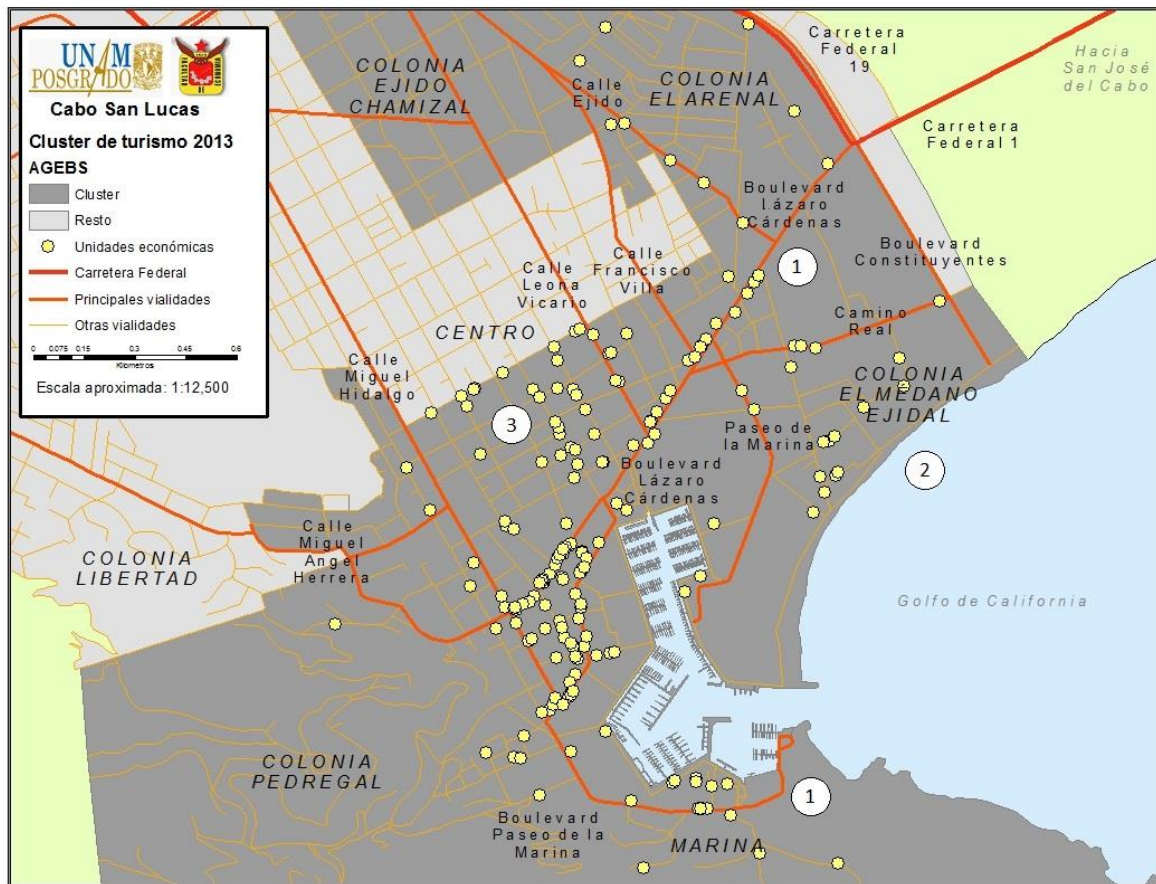 UNAM
POSGRADO
Cabo San Lucas
Cluster de turismo 2013
AGEBS
Cluster
Resto
Unidades económicas
Carretera Federal
Principales vialidades
Otras vialidades
0 0.075 0.15 0.3 0.45 0.6
Kilometros
Escala aproximada: 1:12,500
COLONIA
EJIDO
CHAMIZAL
Calle
Ejido
COLONIA
EL ARENAL
Carretera
Federal
19
Hacia
San José
del Cabo
Carretera
Federal 1
Boulevard
Lázaro
Cárdenas
Boulevard
Constituyentes
1
Calle
Francisco
Villa
Calle
Leona
Vicario
CENTRO
Camino
Real
Calle
Miguel
Hidalgo
COLONIA
EL MEDANO
EJIDAL
3
Paseo de
la Marina
2
Boulevard
Lázaro
Cárdenas
Calle
Miguel
Angel
Herrera
COLONIA
LIBERTAD
Golfo de California
COLONIA
PEDREGAL
1
Boulevard
Paseo de la
Marina
MARINA